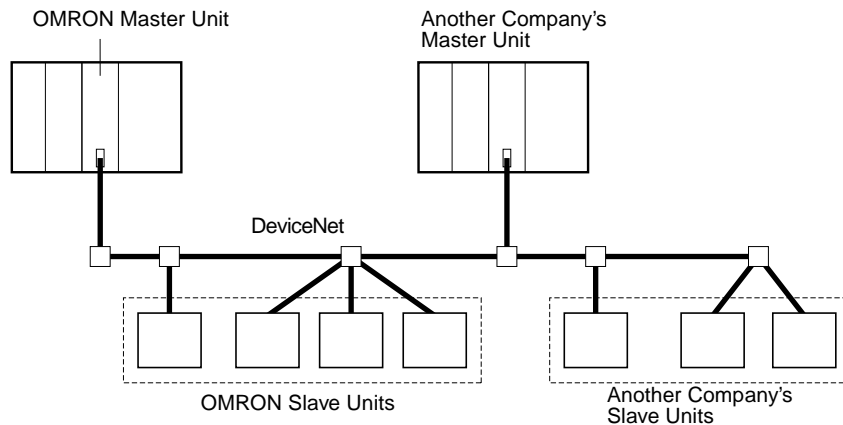 OMRON Master Unit
Another Company's
Master Unit
DeviceNet
OMRON Slave Units
Another Company's
Slave Units